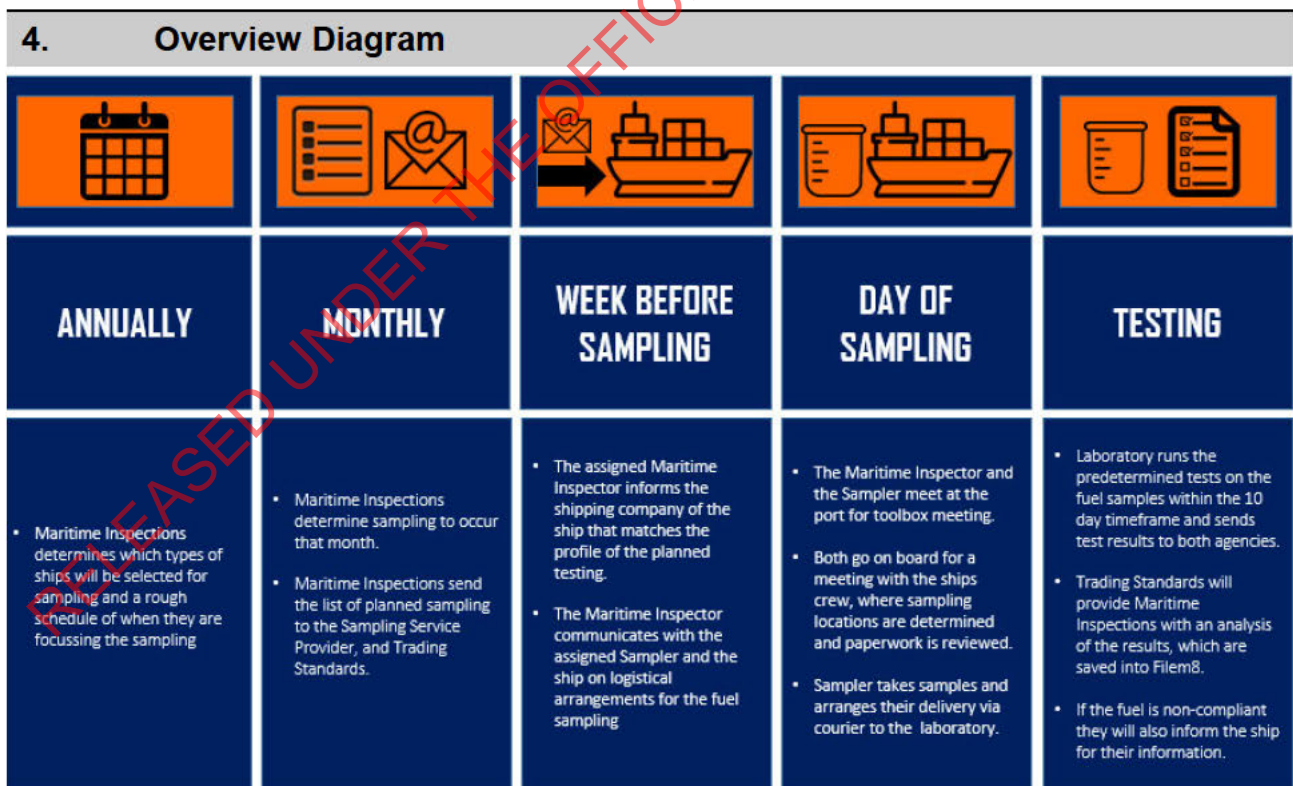 4. Overview Diagram
RELEASED UNDER THE OFFIC
ANNUALLY
MONTHLY
WEEK BEFORE
SAMPLING
DAY OF
SAMPLING
TESTING
• Maritime Inspections
determines which types of
ships will be selected for
sampling and a rough
schedule of when they are
focussing the sampling
• Maritime Inspections
determine sampling to occur
that month.
• Maritime Inspections send
the list of planned sampling
to the Sampling Service
Provider, and Trading
Standards.
• The assigned Maritime
Inspector informs the
shipping company of the
ship that matches the
profile of the planned
testing.
• The Maritime Inspector
communicates with the
assigned Sampler and the
ship on logistical
arrangements for the fuel
sampling
• The Maritime Inspector and
the Sampler meet at the
port for toolbox meeting.
• Both go on board for a
meeting with the ships
crew, where sampling
locations are determined
and paperwork is reviewed.
• Sampler takes samples and
arranges their delivery via
courier to the laboratory.
• Laboratory runs the
predetermined tests on the
fuel samples within the 10
day timeframe and sends
test results to both agencies.
• Trading Standards will
provide Maritime
Inspections with an analysis
of the results, which are
saved into Filem8.
• If the fuel is non-compliant
they will also inform the ship
for their information.